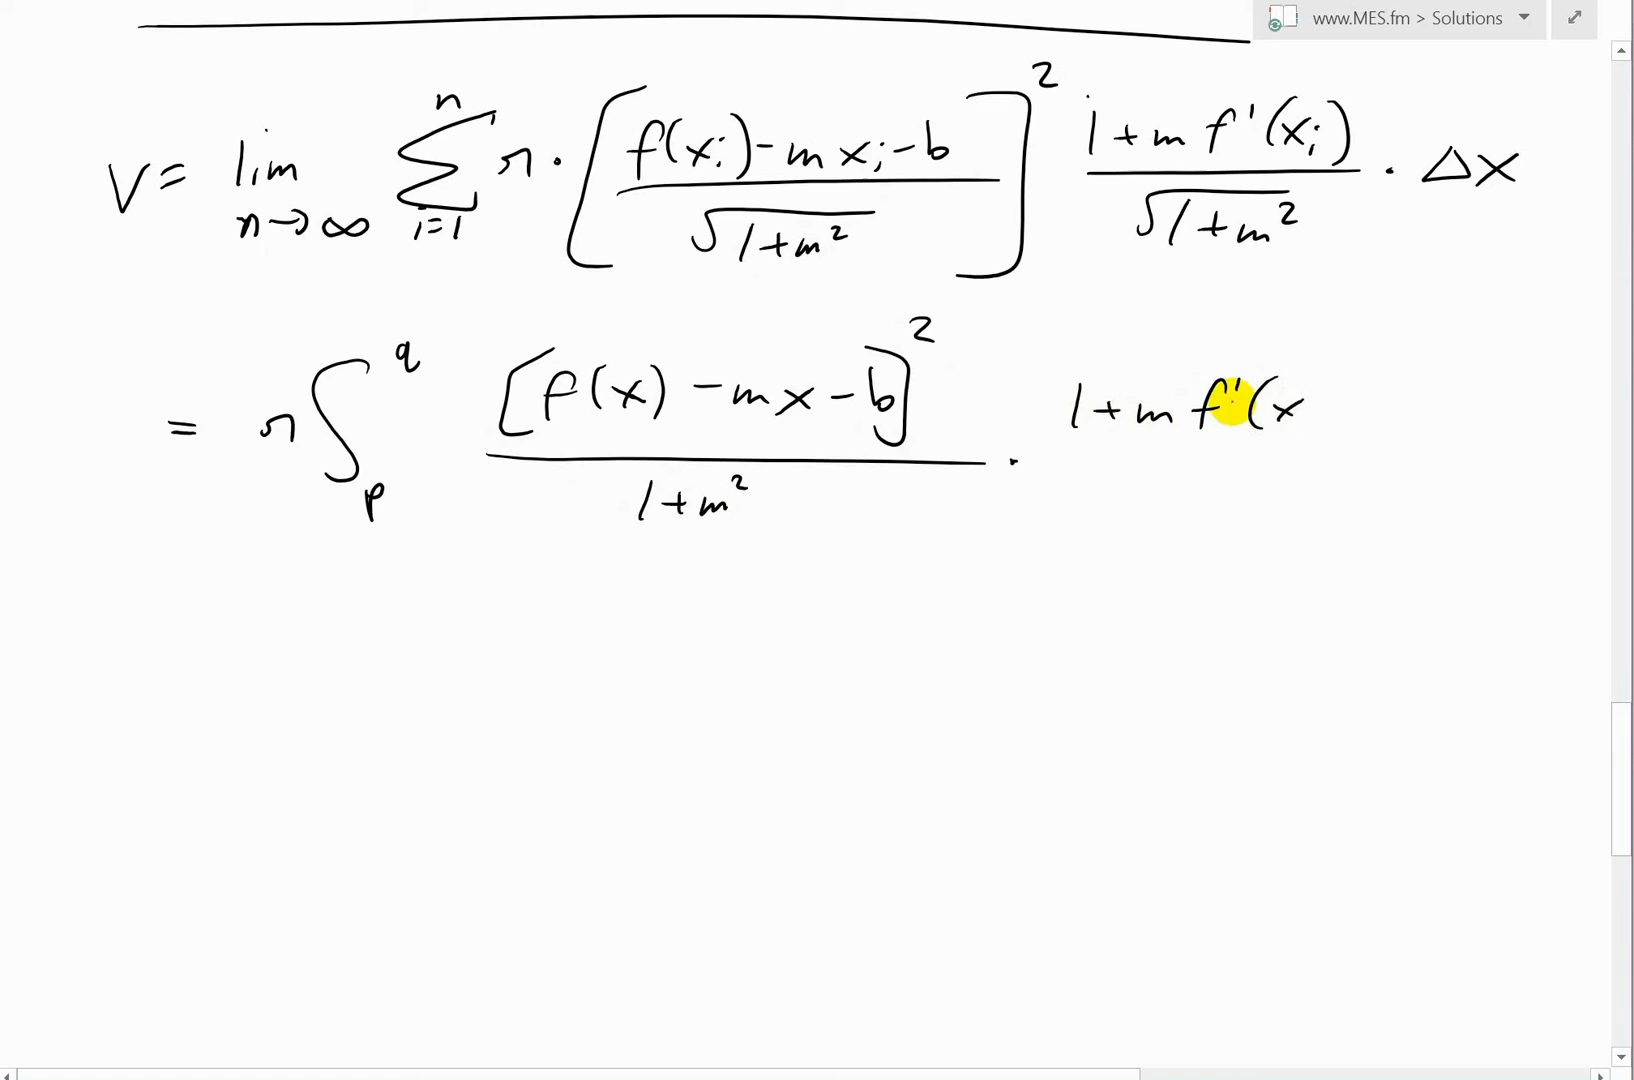 www.MES.fm > Solutions
V = lim n→∞ Σ i=1 n π · [ (f(xᵢ) - m xᵢ - b) / √(1+m²) ]² (1 + m f'(xᵢ)) / √(1+m²) · Δx
= π ∫ p q [f(x) - mx - b]² / (1+m²) · 1 + m f'(x